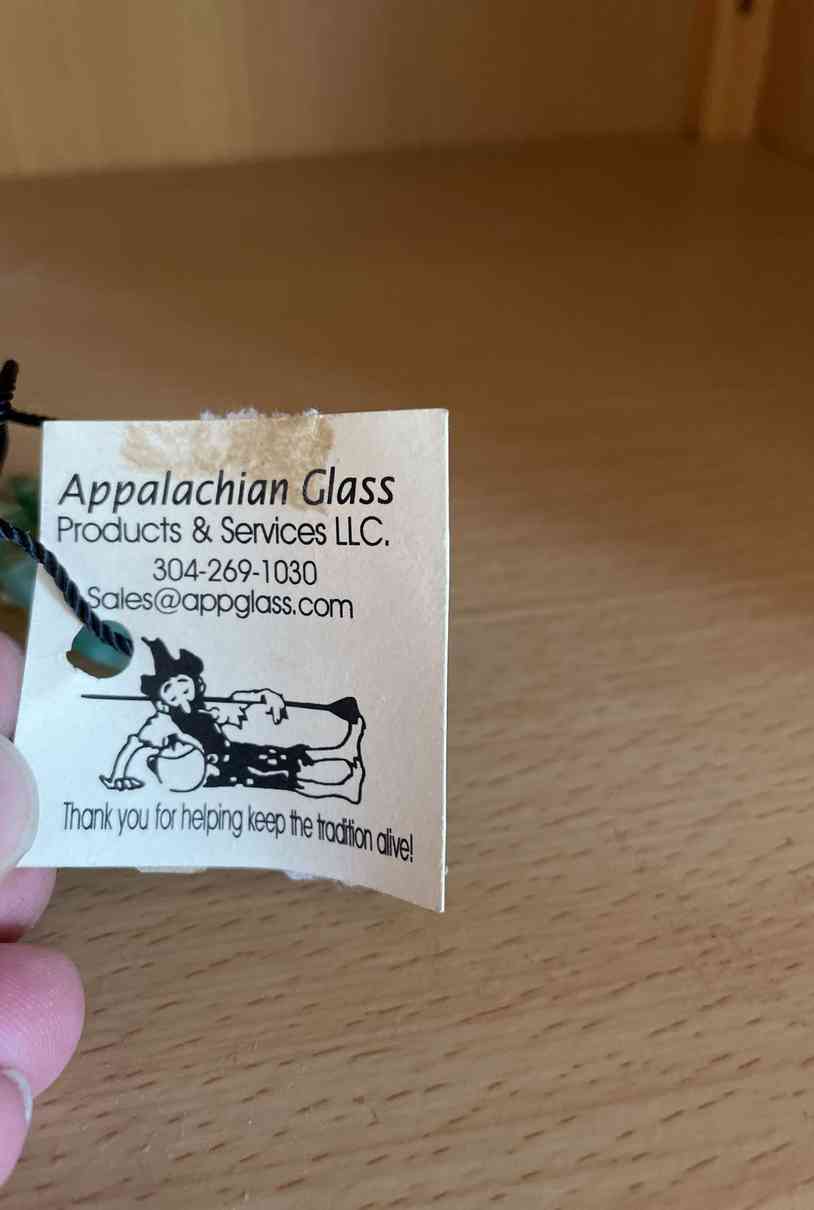 Appalachian Glass
Products & Services LLC.
304-269-1030
Sales@appglass.com
Thank you for helping keep the tradition alive!